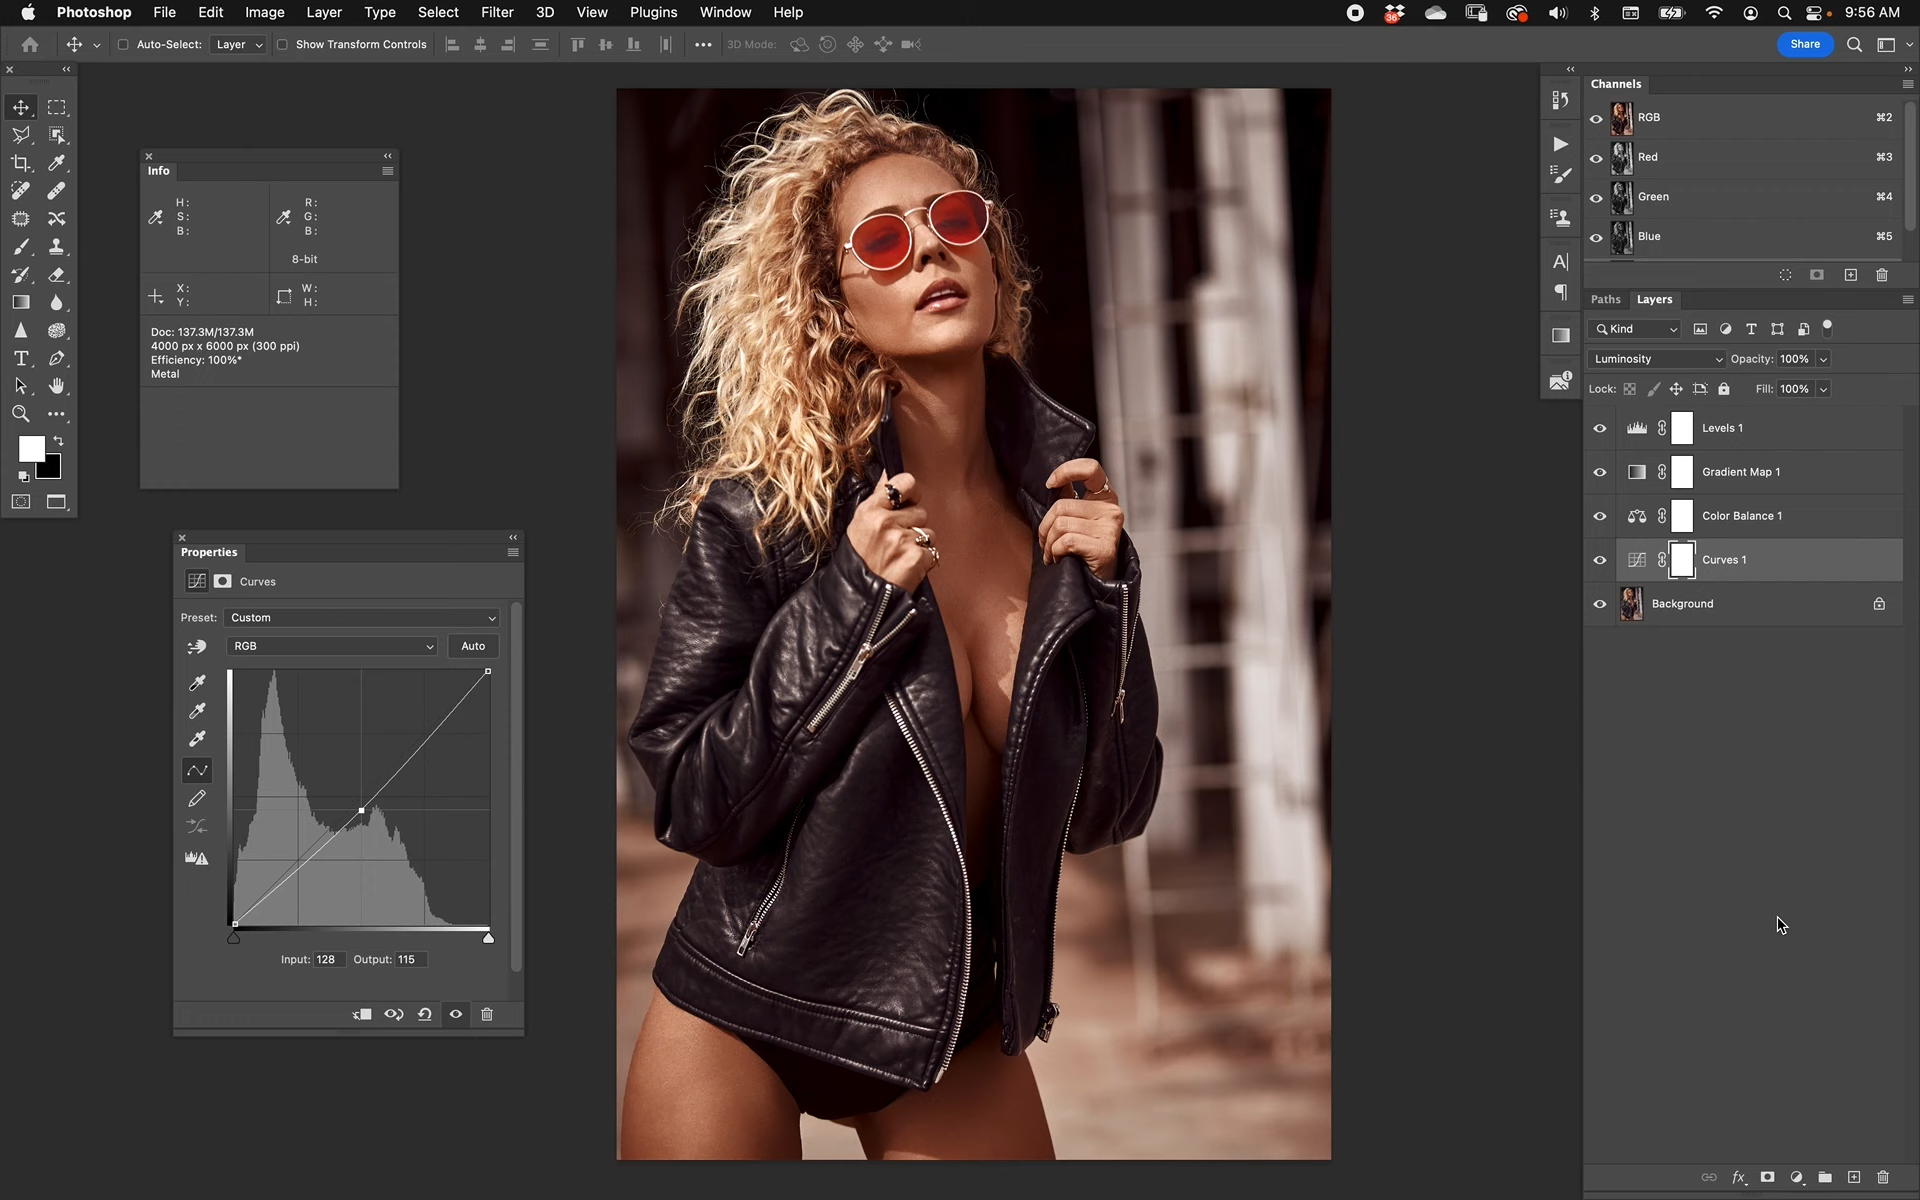 Photoshop File Edit Image Layer Type Select Filter 3D View Plugins Window Help 36 9:56 AM
Auto-Select: Layer Show Transform Controls 3D Mode: Share
Info
H: R:
S: G:
B: B:
8-bit
X: W:
Y: H:
Doc: 137.3M/137.3M
4000 px x 6000 px (300 ppi)
Efficiency: 100%*
Metal
Properties
Curves
Preset: Custom
RGB Auto
Input: 128 Output: 115
Channels
RGB ⌘2
Red ⌘3
Green ⌘4
Blue ⌘5
Paths Layers
Kind
Luminosity Opacity: 100%
Lock: Fill: 100%
Levels 1
Gradient Map 1
Color Balance 1
Curves 1
Background